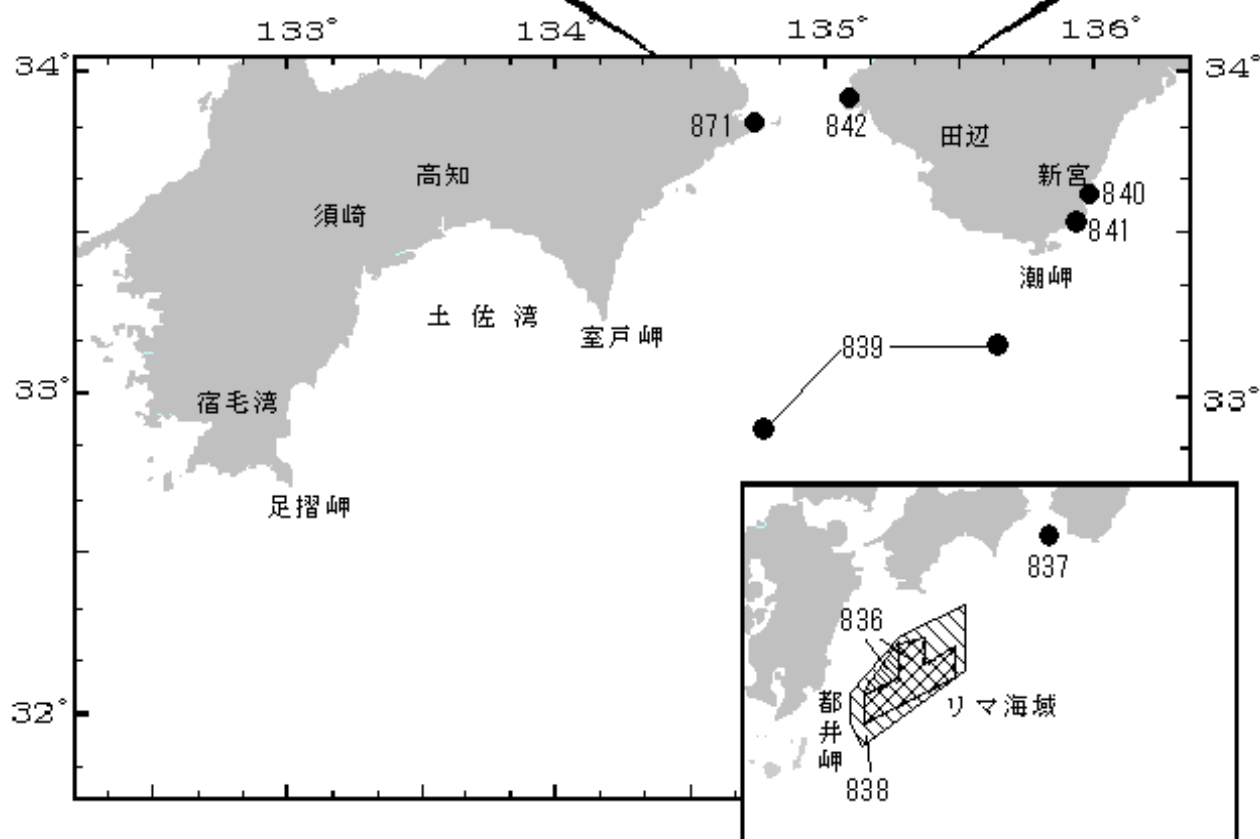 133° 134° 135° 136°
34° 34°
871 842 田辺
高知 新宮 840
須崎 841
潮岬
土佐湾 室戸岬 839
33° 33°
宿毛湾
足摺岬
837
836
都井岬 リマ海域
32°
838